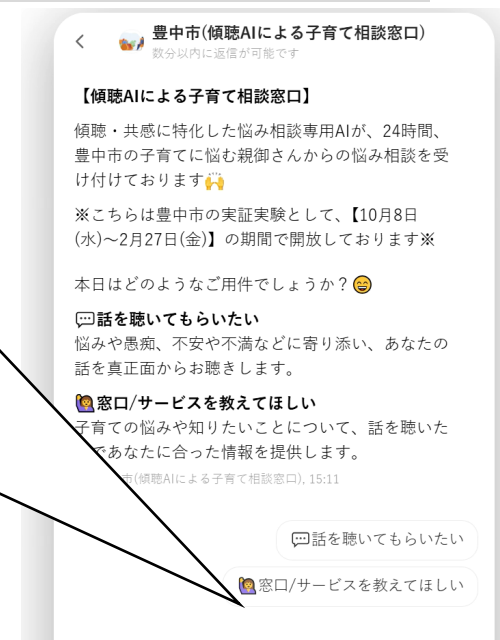 豊中市(傾聴AIによる子育て相談窓口)
数分以内に返信が可能です
【傾聴AIによる子育て相談窓口】
傾聴・共感に特化した悩み相談専用AIが、24時間、
豊中市の子育てに悩む親御さんからの悩み相談を受
け付けております🙌
※こちらは豊中市の実証実験として、【10月8日
(水)～2月27日(金)】の期間で開放しております※
本日はどのようなご用件でしょうか？😄
💬話を聴いてもらいたい
悩みや愚痴、不安や不満などに寄り添い、あなたの
話を真正面からお聴きします。
🙋窓口/サービスを教えてほしい
子育ての悩みや知りたいことについて、話を聴いた
であなたに合った情報を提供します。
市(傾聴AIによる子育て相談窓口), 15:11
💬話を聴いてもらいたい
🙋窓口/サービスを教えてほしい